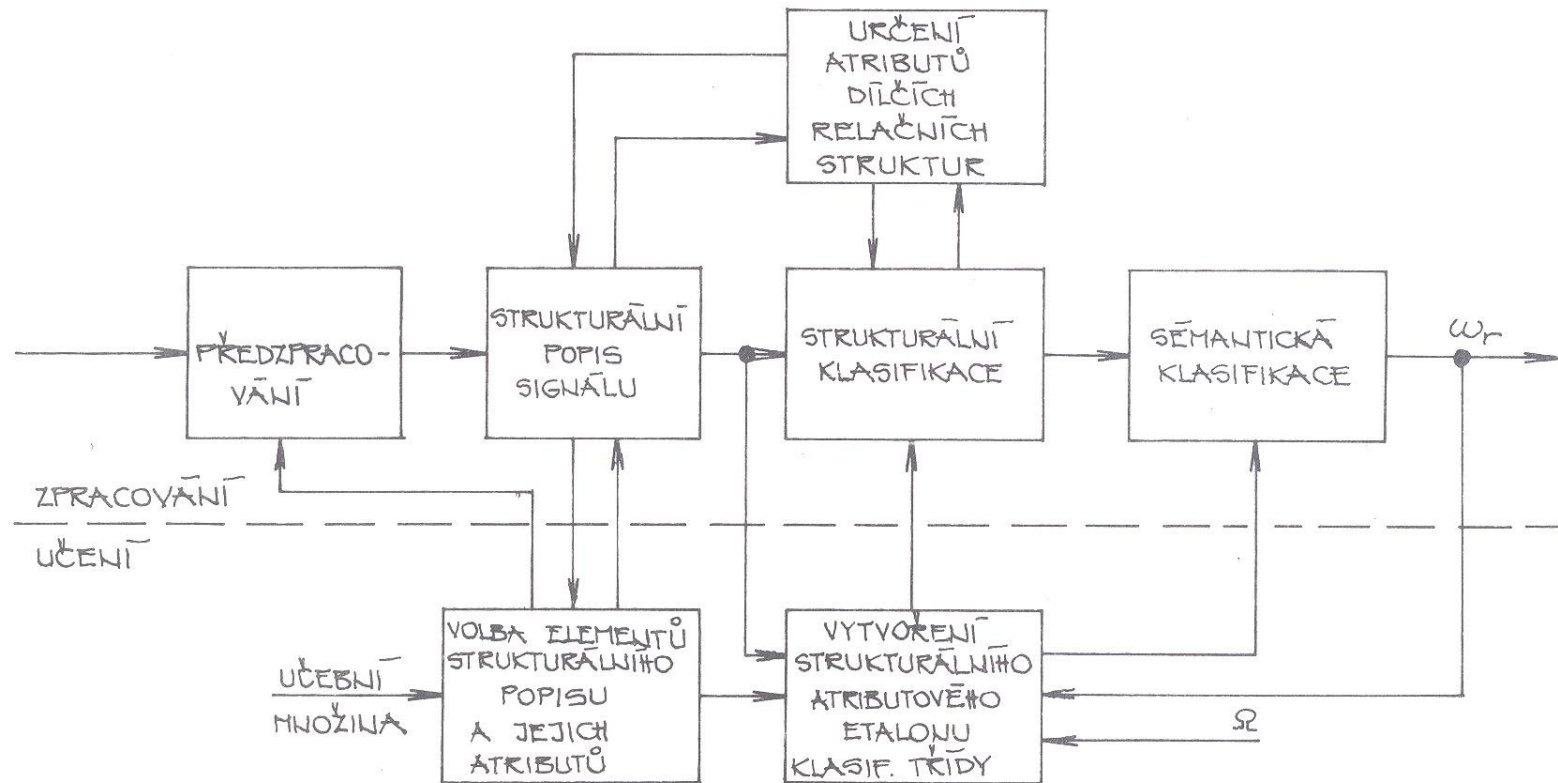 URČENÍ
ATRIBUTŮ
DÍLČÍCH
RELAČNÍCH
STRUKTUR
PŘEDZPRACO-
VÁNÍ
STRUKTURÁLNÍ
POPIS
SIGNÁLU
STRUKTURÁLNÍ
KLASIFIKACE
SÉMANTICKÁ
KLASIFIKACE
ωr
ZPRACOVÁNÍ
UČENÍ
UČEBNÍ
MNOŽINA
VOLBA ELEMENTŮ
STRUKTURÁLNÍHO
POPISU
A JEJICH
ATRIBUTŮ
VYTVOŘENÍ
STRUKTURÁLNÍHO
ATRIBUTOVÉHO
ETALONU
KLASIF. TŘÍDY
Ω